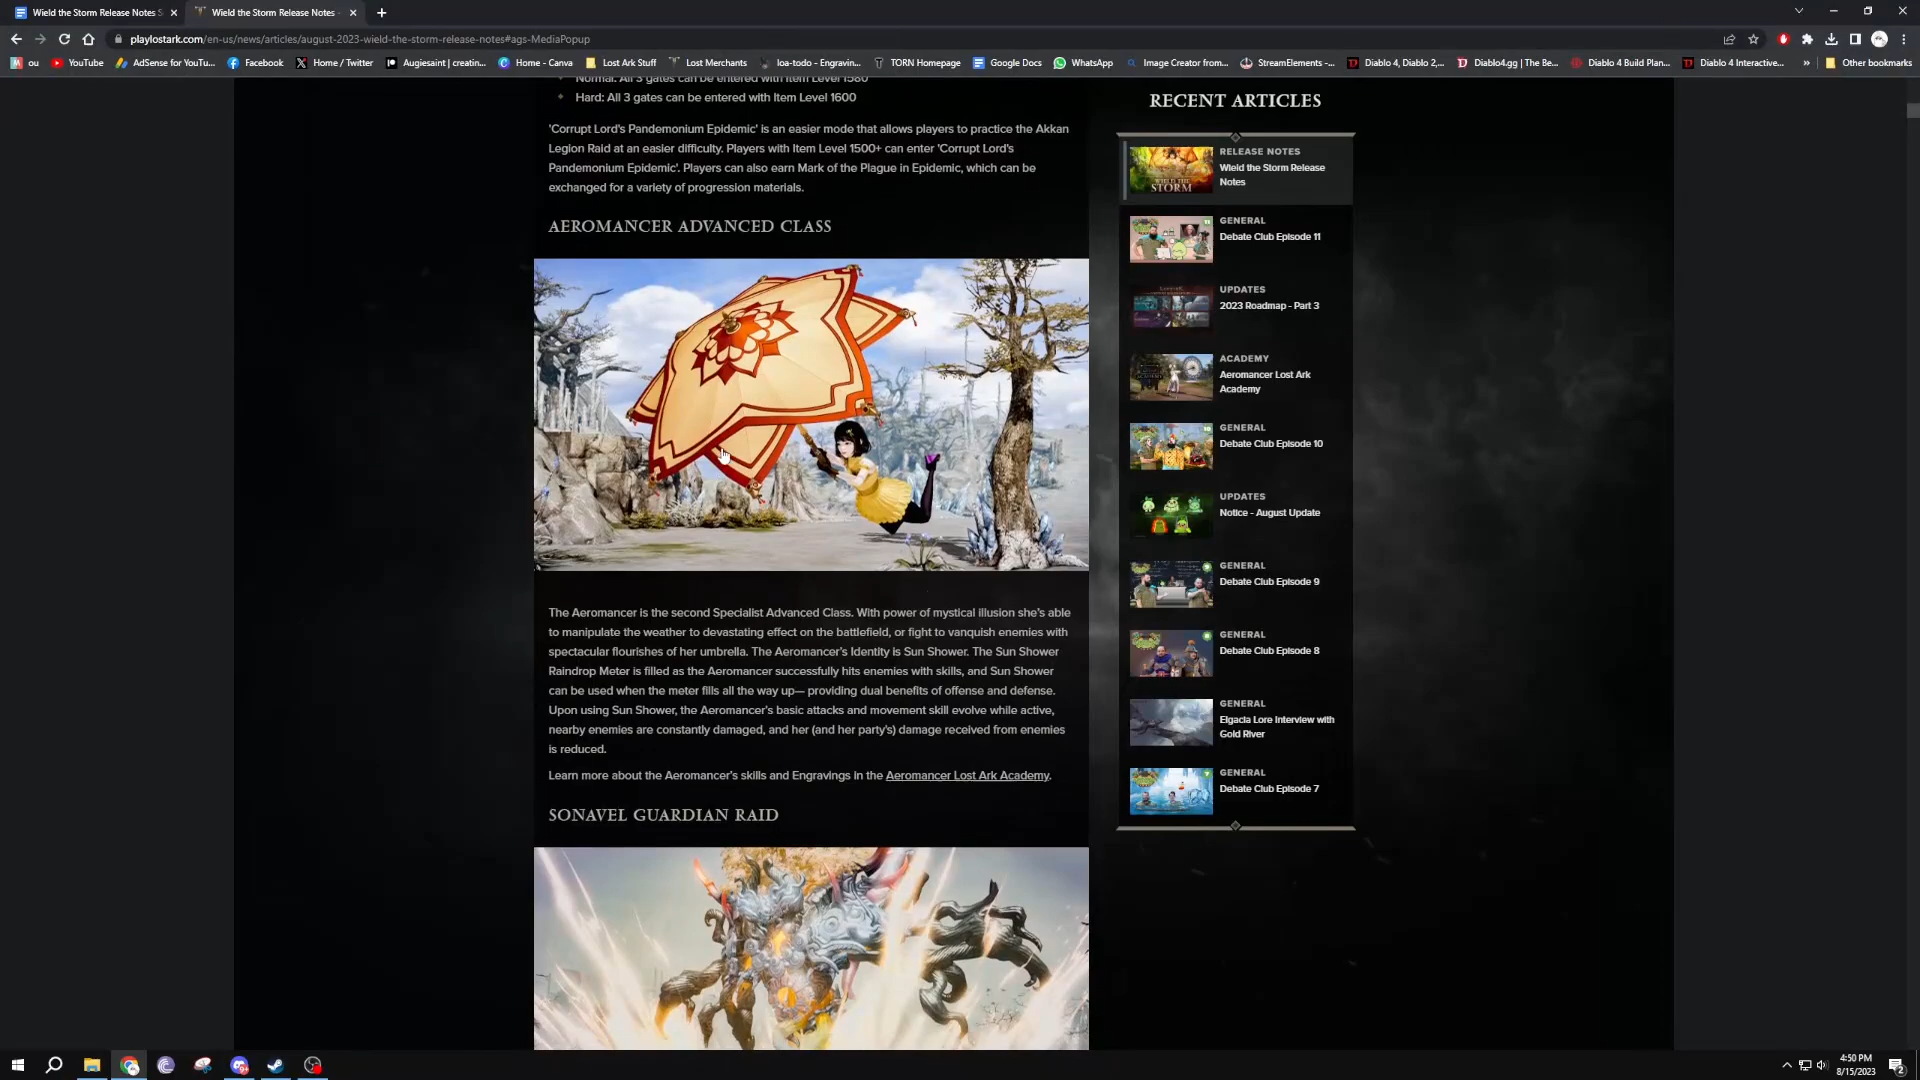 Wield the Storm Release Notes S
Wield the Storm Release Notes -
playlostark.com/en-us/news/articles/august-2023-wield-the-storm-release-notes#ags-MediaPopup
ou
YouTube
AdSense for YouTu...
Facebook
Home / Twitter
Augiesaint | creatin...
Home - Canva
Lost Ark Stuff
Lost Merchants
loa-todo - Engravin...
TORN Homepage
Google Docs
WhatsApp
Image Creator from...
StreamElements -...
Diablo 4, Diablo 2,...
Diablo4.gg | The Be...
Diablo 4 Build Plan...
Diablo 4 Interactive...
»
Other bookmarks
Normal: All 3 gates can be entered with Item Level 1580
Hard: All 3 gates can be entered with Item Level 1600
'Corrupt Lord's Pandemonium Epidemic' is an easier mode that allows players to practice the Akkan
Legion Raid at an easier difficulty. Players with Item Level 1500+ can enter 'Corrupt Lord's
Pandemonium Epidemic'. Players can also earn Mark of the Plague in Epidemic, which can be
exchanged for a variety of progression materials.
AEROMANCER ADVANCED CLASS
The Aeromancer is the second Specialist Advanced Class. With power of mystical illusion she's able
to manipulate the weather to devastating effect on the battlefield, or fight to vanquish enemies with
spectacular flourishes of her umbrella. The Aeromancer's Identity is Sun Shower. The Sun Shower
Raindrop Meter is filled as the Aeromancer successfully hits enemies with skills, and Sun Shower
can be used when the meter fills all the way up— providing dual benefits of offense and defense.
Upon using Sun Shower, the Aeromancer's basic attacks and movement skill evolve while active,
nearby enemies are constantly damaged, and her (and her party's) damage received from enemies
is reduced.
Learn more about the Aeromancer's skills and Engravings in the Aeromancer Lost Ark Academy.
SONAVEL GUARDIAN RAID
RECENT ARTICLES
STORM
RELEASE NOTES
Wield the Storm Release
Notes
GENERAL
Debate Club Episode 11
UPDATES
2023 Roadmap - Part 3
ACADEMY
Aeromancer Lost Ark
Academy
GENERAL
Debate Club Episode 10
UPDATES
Notice - August Update
GENERAL
Debate Club Episode 9
GENERAL
Debate Club Episode 8
GENERAL
Elgacia Lore Interview with
Gold River
GENERAL
Debate Club Episode 7
4:50 PM
8/15/2023